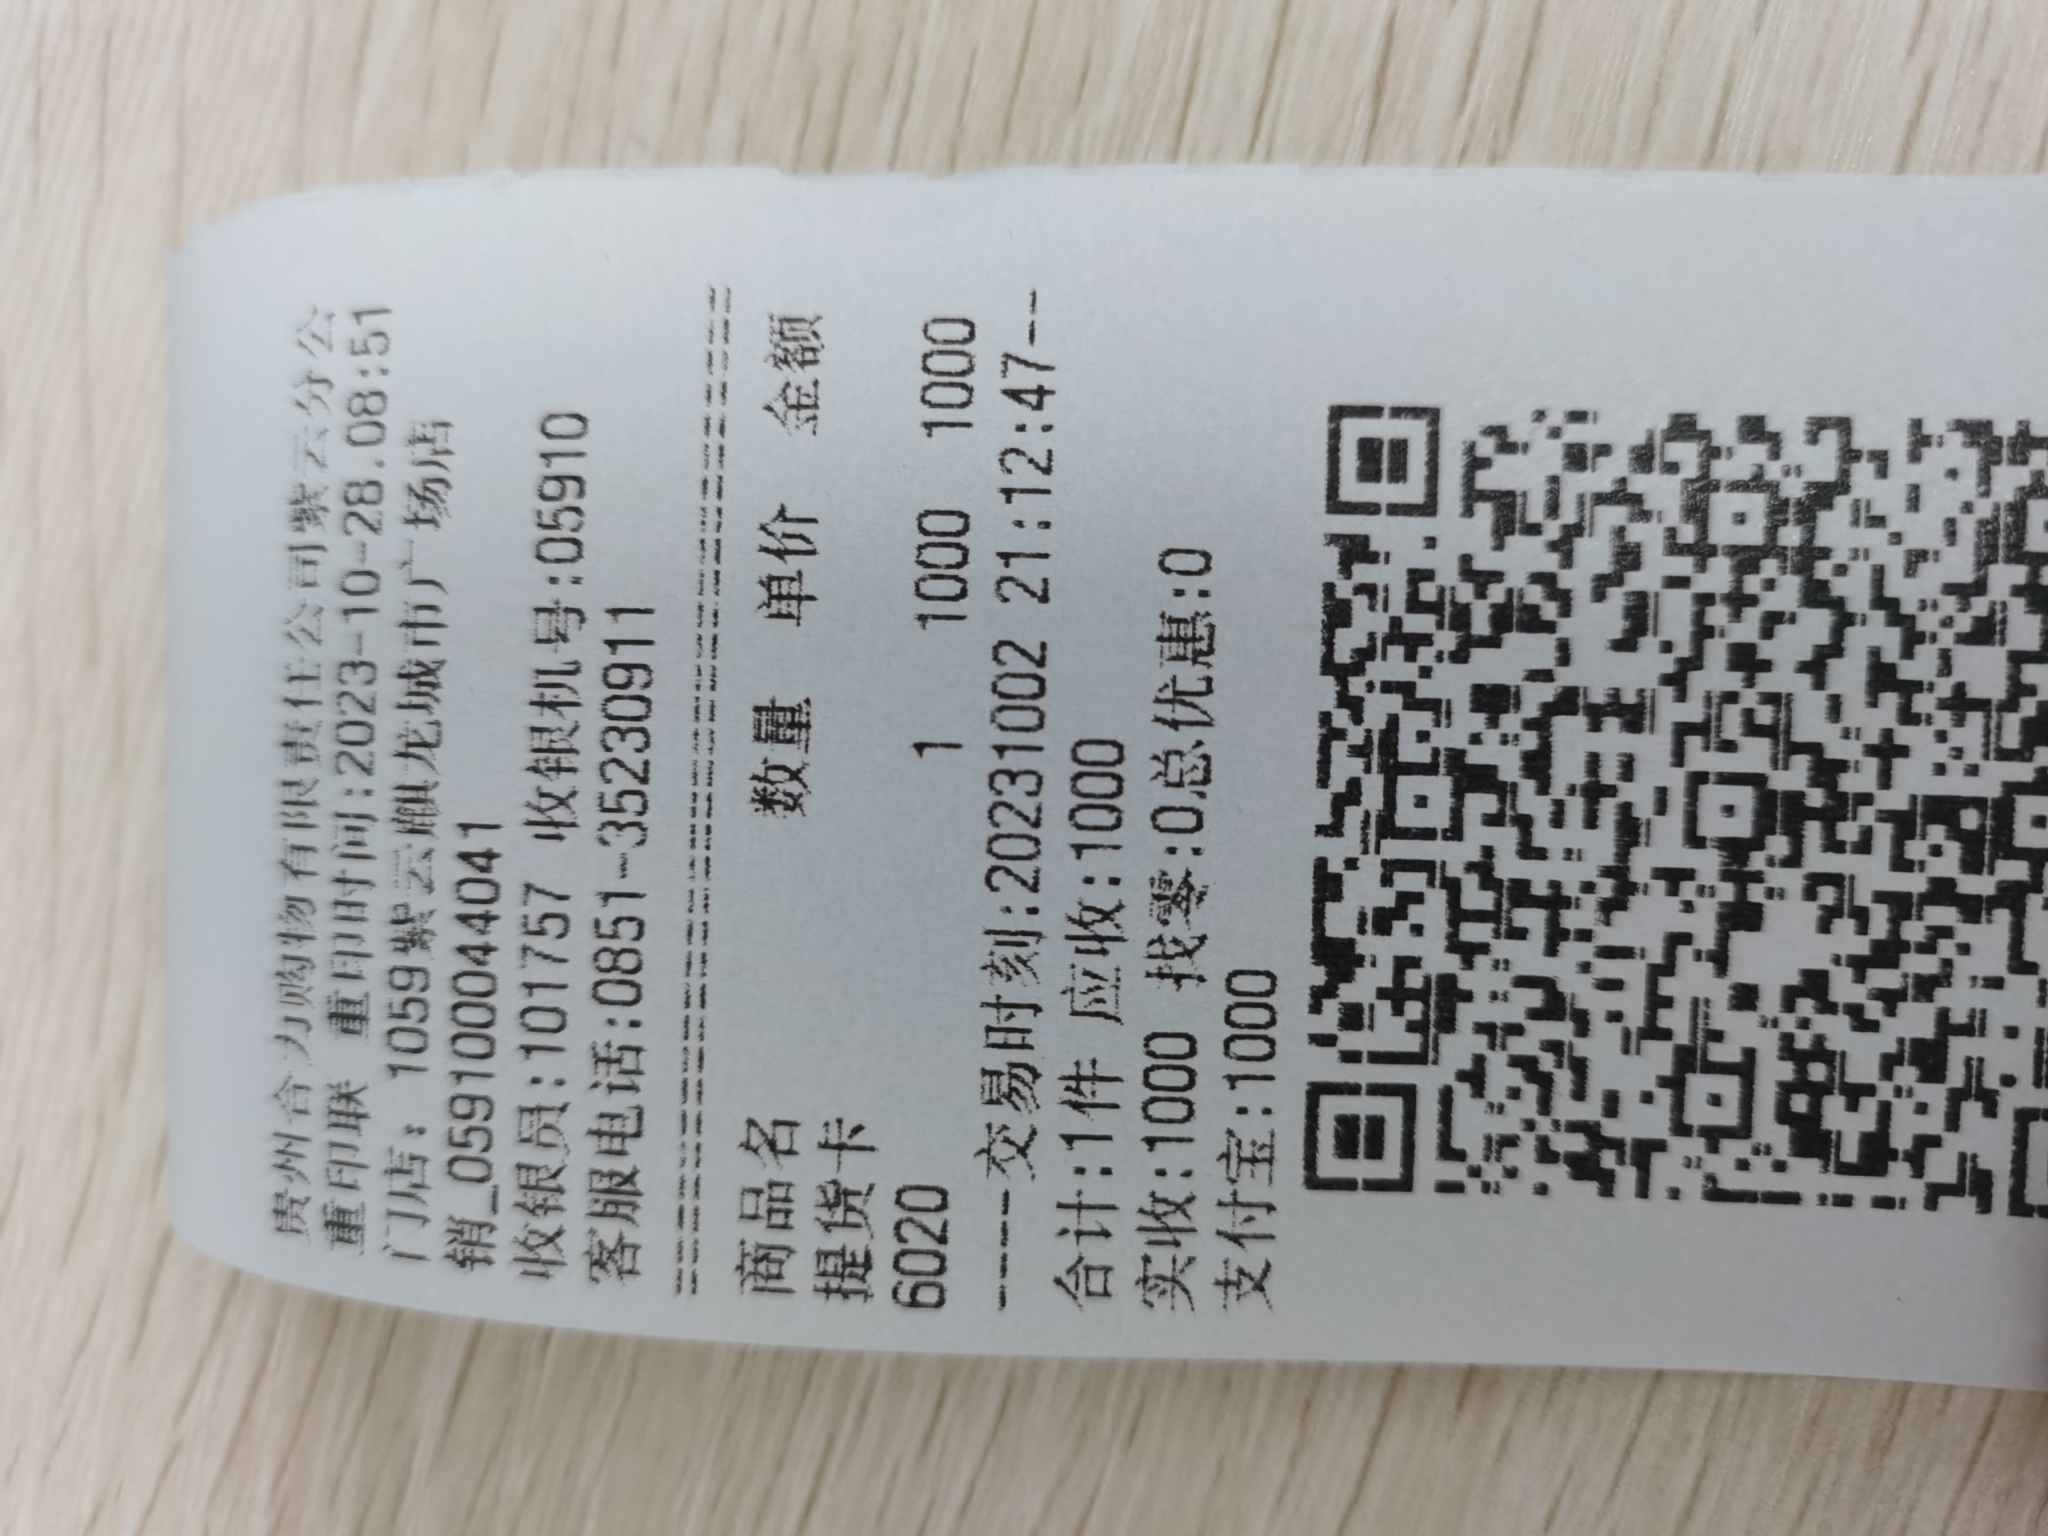 贵州合力购物有限责任公司紫云分公
重印联 重印时间:2023-10-28.08:51
门店: 1059紫云麒龙城市广场店
销_059100044041
收银员:101757 收银机号:05910
客服电话:0851-35230911
================================
商品名 数量 单价 金额
提货卡
6020 1 1000 1000
----交易时刻:20231002 21:12:47--
合计:1件 应收:1000
实收:1000 找零:0总优惠:0
支付宝:1000